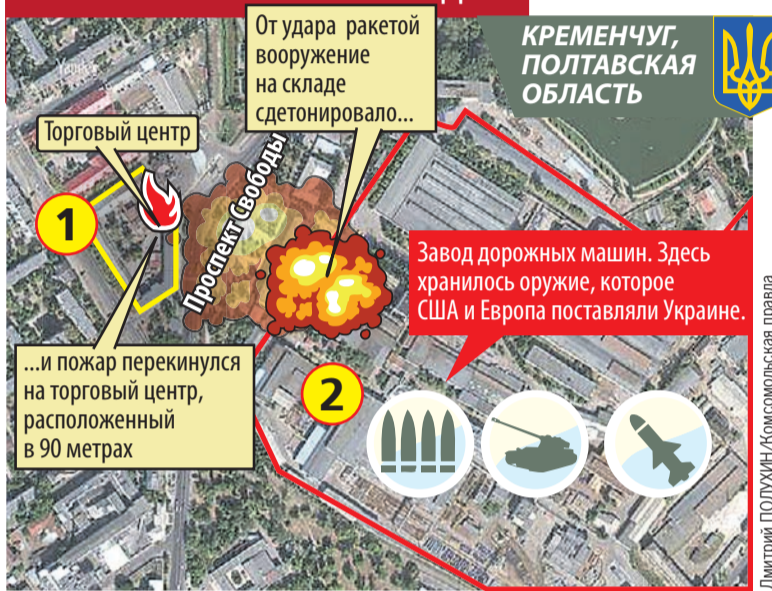 От удара ракетой
вооружение
на складе
сдетонировало...
КРЕМЕНЧУГ,
ПОЛТАВСКАЯ
ОБЛАСТЬ
Торговый центр
1
Проспект Свободы
Завод дорожных машин. Здесь
хранилось оружие, которое
США и Европа поставляли Украине.
...и пожар перекинулся
на торговый центр,
расположенный
в 90 метрах
2
Дмитрий ПОЛУХИН/Комсомольская правда